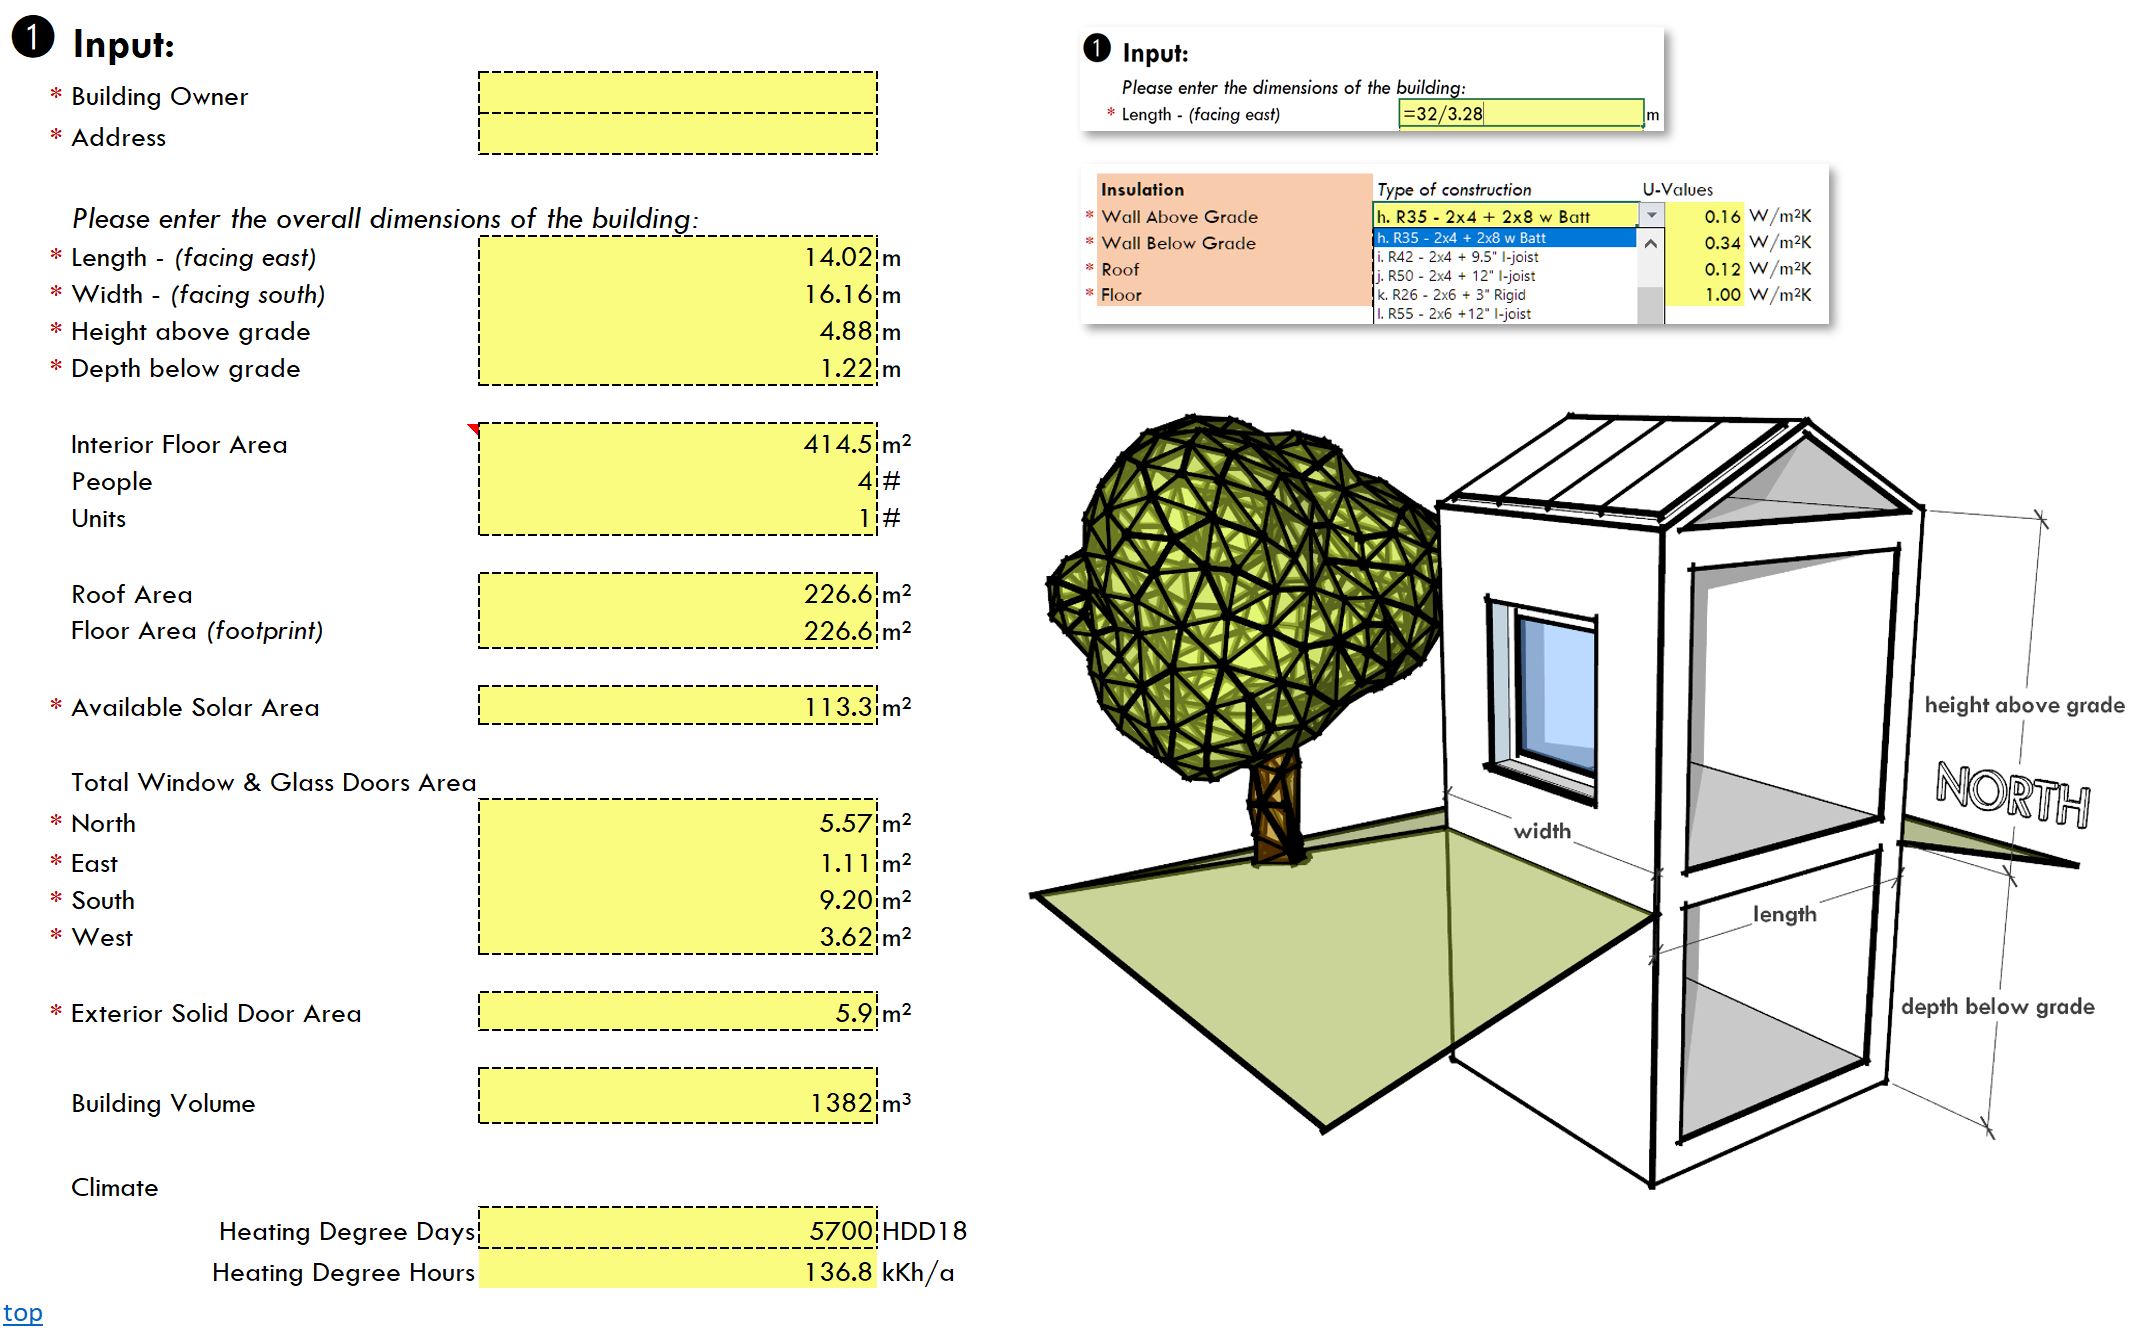 1 Input:
* Building Owner
* Address
Please enter the overall dimensions of the building:
* Length - (facing east) 14.02 m
* Width - (facing south) 16.16 m
* Height above grade 4.88 m
* Depth below grade 1.22 m
Interior Floor Area 414.5 m²
People 4 #
Units 1 #
Roof Area 226.6 m²
Floor Area (footprint) 226.6 m²
* Available Solar Area 113.3 m²
Total Window & Glass Doors Area
* North 5.57 m²
* East 1.11 m²
* South 9.20 m²
* West 3.62 m²
* Exterior Solid Door Area 5.9 m²
Building Volume 1382 m³
Climate
Heating Degree Days 5700 HDD18
Heating Degree Hours 136.8 kKh/a
top
1 Input:
Please enter the dimensions of the building:
* Length - (facing east) =32/3.28 m
Insulation Type of construction U-Values
* Wall Above Grade h. R35 - 2x4 + 2x8 w Batt 0.16 W/m²K
* Wall Below Grade h. R35 - 2x4 + 2x8 w Batt 0.34 W/m²K
i. R42 - 2x4 + 9.5" I-joist
* Roof j. R50 - 2x4 + 12" I-joist 0.12 W/m²K
* Floor k. R26 - 2x6 + 3" Rigid 1.00 W/m²K
l. R55 - 2x6 +12" I-joist
height above grade
NORTH
width
length
depth below grade